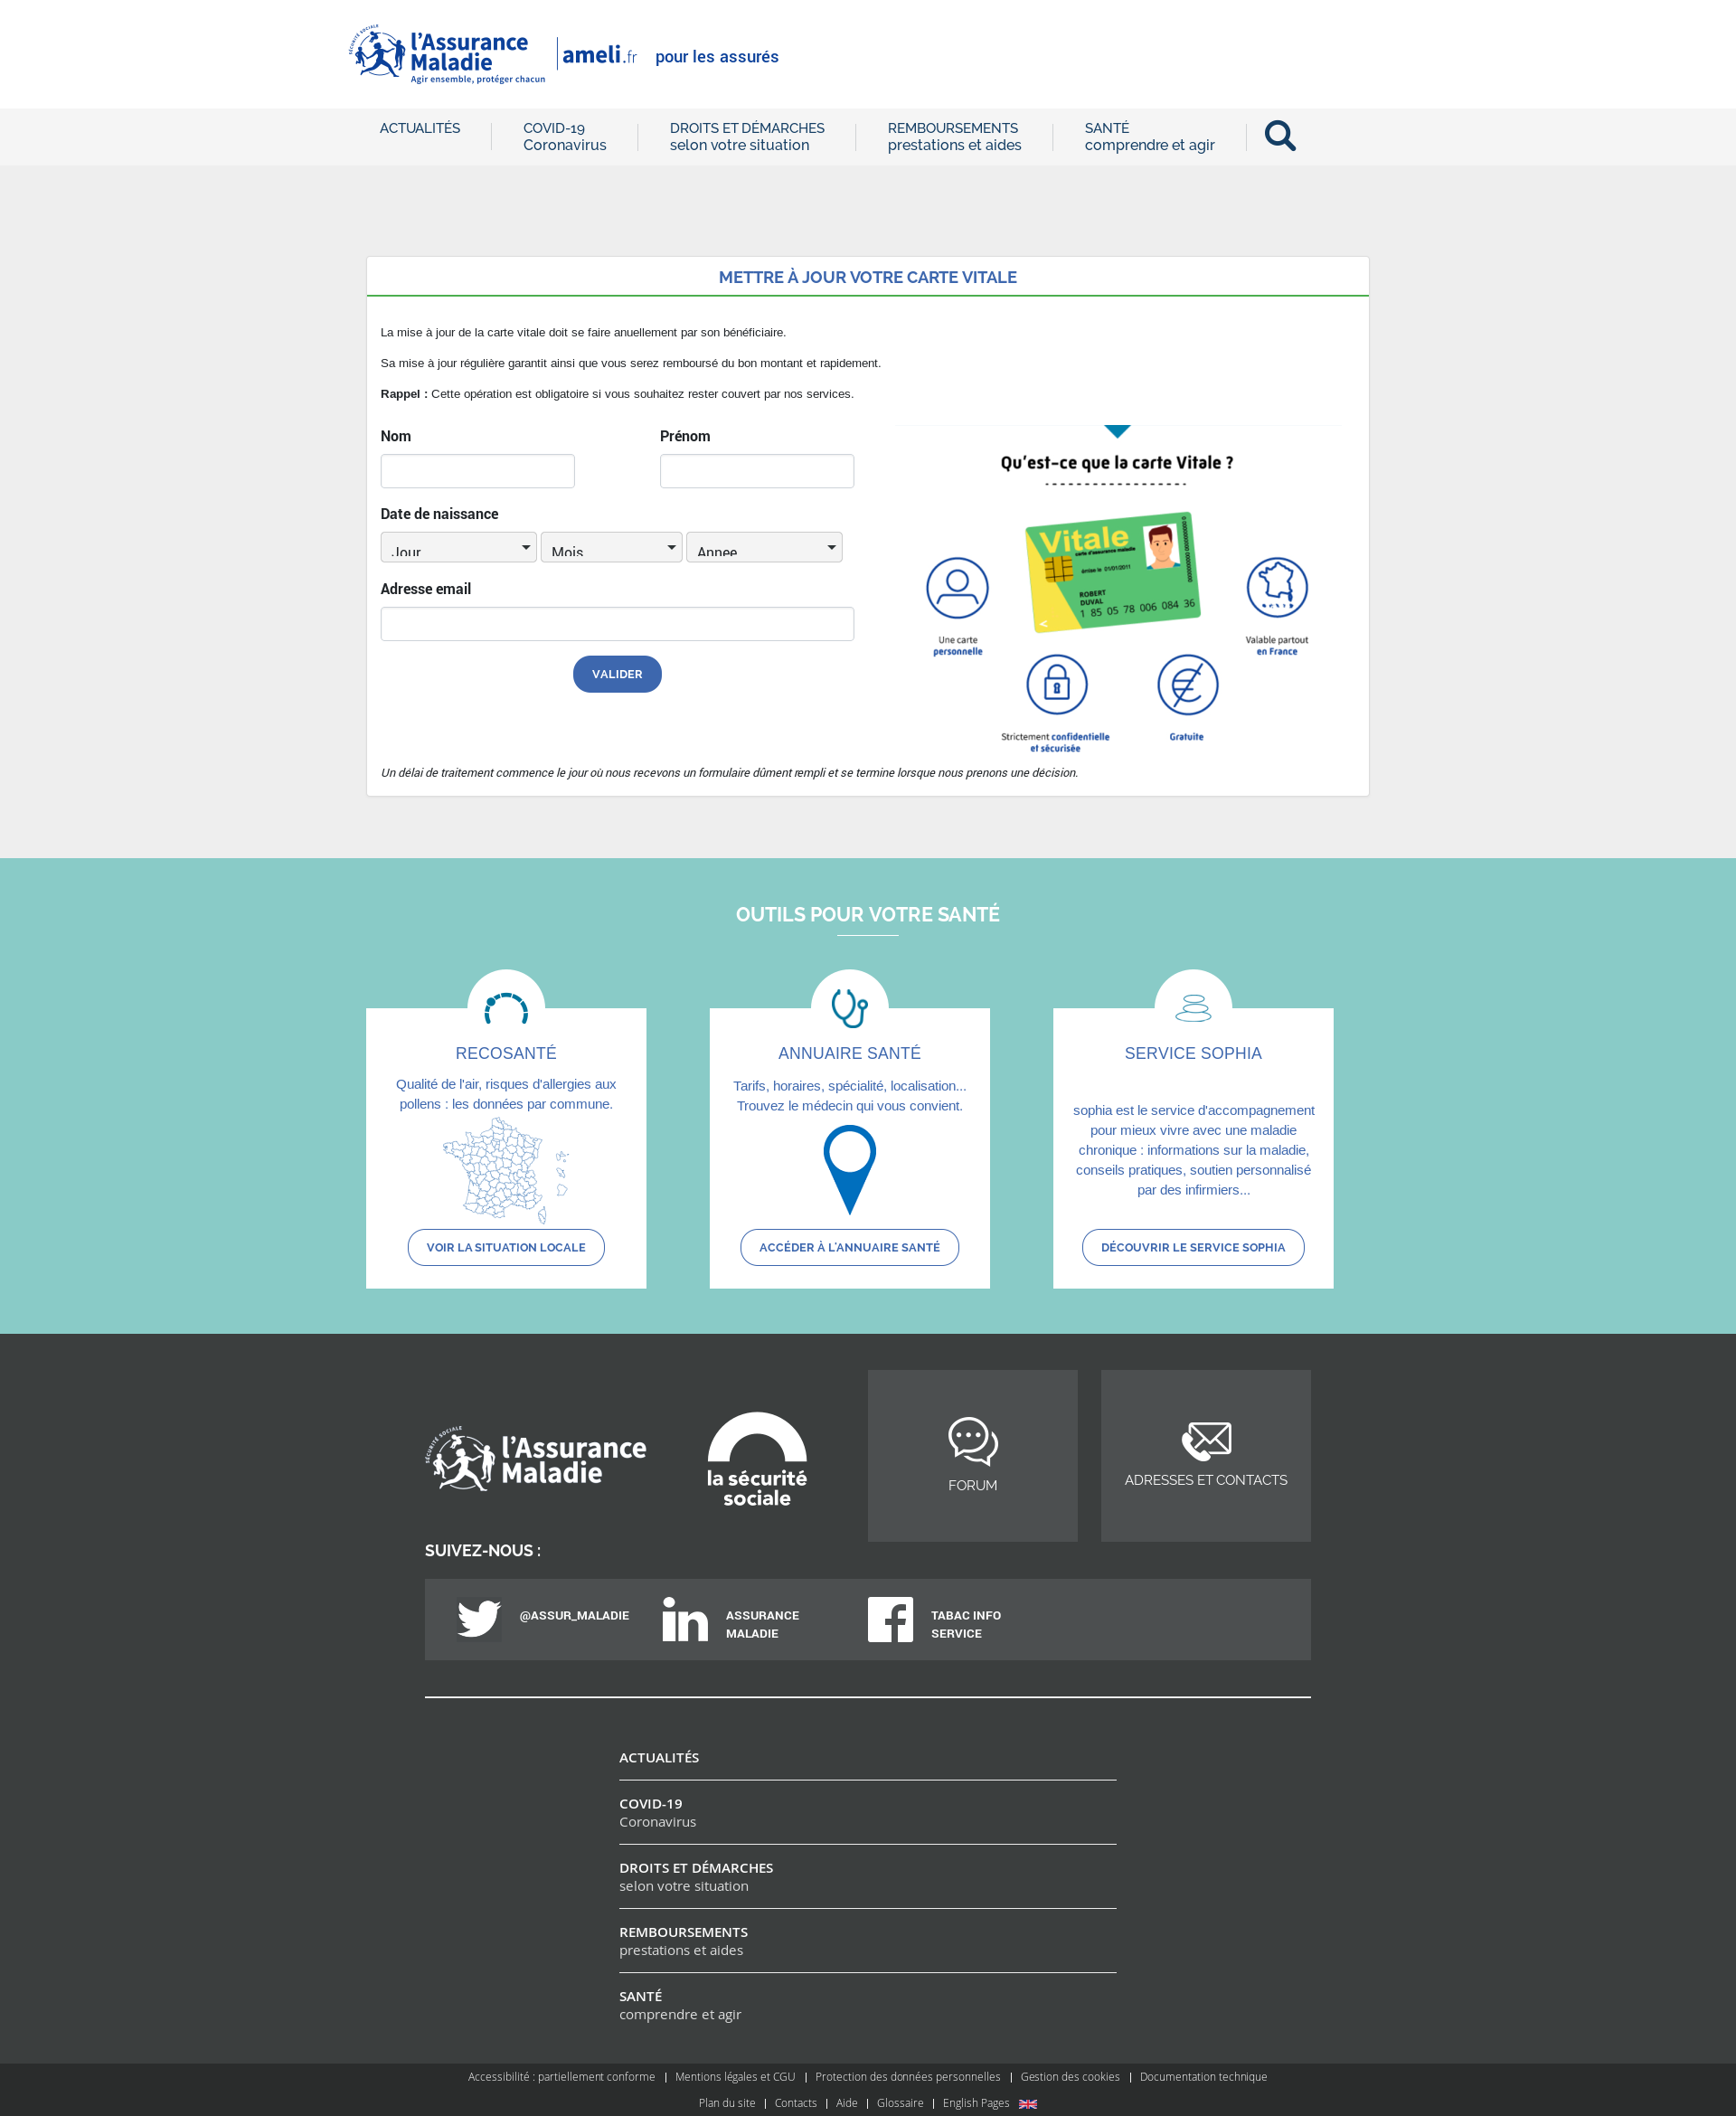 SÉCURITÉ SOCIALE
l'Assurance
Maladie
Agir ensemble, protéger chacun
ameli.fr
pour les assurés
ACTUALITÉS
COVID-19
Coronavirus
DROITS ET DÉMARCHES
selon votre situation
REMBOURSEMENTS
prestations et aides
SANTÉ
comprendre et agir
METTRE À JOUR VOTRE CARTE VITALE
La mise à jour de la carte vitale doit se faire anuellement par son bénéficiaire.
Sa mise à jour régulière garantit ainsi que vous serez remboursé du bon montant et rapidement.
Rappel : Cette opération est obligatoire si vous souhaitez rester couvert par nos services.
Nom
Prénom
Date de naissance
Jour
Mois
Annee
Adresse email
VALIDER
Qu'est-ce que la carte Vitale ?
Vitale
carte d'assurance maladie
émise le 01/01/2011
ROBERT
DUVAL
1 85 05 78 006 084 36
Une carte
personnelle
Valable partout
en France
Strictement confidentielle
et sécurisée
Gratuite
Un délai de traitement commence le jour où nous recevons un formulaire dûment rempli et se termine lorsque nous prenons une décision.
OUTILS POUR VOTRE SANTÉ
RECOSANTÉ
Qualité de l'air, risques d'allergies aux
pollens : les données par commune.
VOIR LA SITUATION LOCALE
ANNUAIRE SANTÉ
Tarifs, horaires, spécialité, localisation...
Trouvez le médecin qui vous convient.
ACCÉDER À L'ANNUAIRE SANTÉ
SERVICE SOPHIA
sophia est le service d'accompagnement
pour mieux vivre avec une maladie
chronique : informations sur la maladie,
conseils pratiques, soutien personnalisé
par des infirmiers...
DÉCOUVRIR LE SERVICE SOPHIA
SÉCURITÉ SOCIALE
l'Assurance
Maladie
la sécurité
sociale
FORUM
ADRESSES ET CONTACTS
SUIVEZ-NOUS :
@ASSUR_MALADIE
ASSURANCE
MALADIE
TABAC INFO
SERVICE
ACTUALITÉS
COVID-19
Coronavirus
DROITS ET DÉMARCHES
selon votre situation
REMBOURSEMENTS
prestations et aides
SANTÉ
comprendre et agir
Accessibilité : partiellement conforme | Mentions légales et CGU | Protection des données personnelles | Gestion des cookies | Documentation technique
Plan du site | Contacts | Aide | Glossaire | English Pages